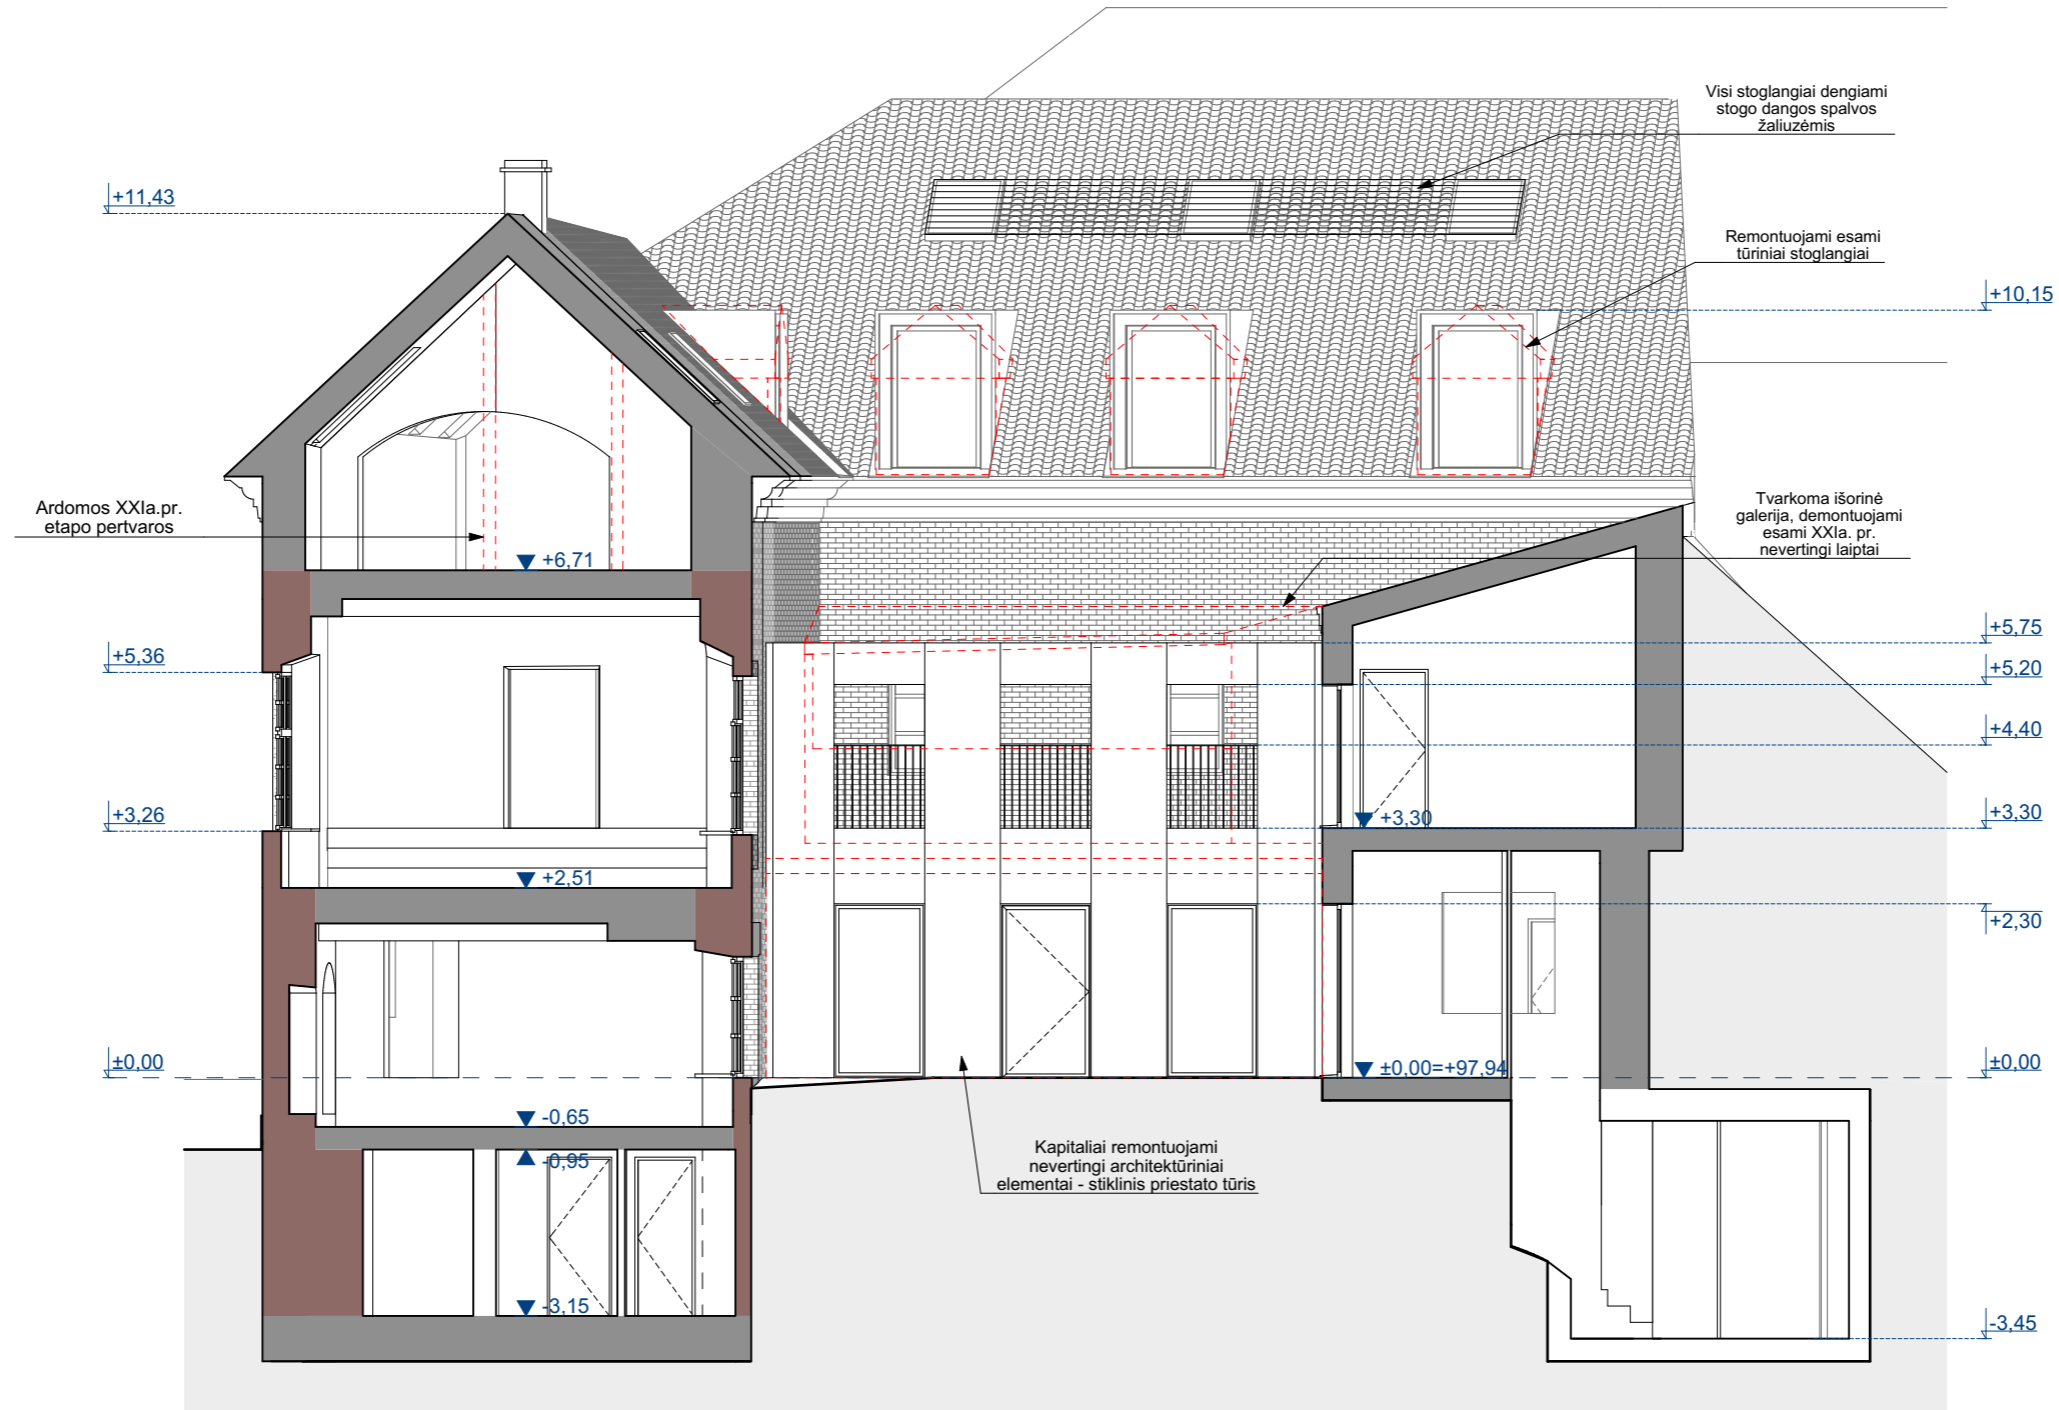 Visi stoglangiai dengiami
stogo dangos spalvos
žaliuzėmis
+11,43
Remontuojami esami
tūriniai stoglangiai
+10,15
Ardomos XXIa.pr.
etapo pertvaros
Tvarkoma išorinė
galerija, demontuojami
esami XXIa. pr.
nevertingi laiptai
+6,71
+5,75
+5,36
+5,20
+4,40
+3,26
+3,30
+3,30
+2,51
+2,30
±0,00
±0,00=+97,94
±0,00
-0,65
-0,95
Kapitaliai remontuojami
nevertingi architektūriniai
elementai - stiklinis priestato tūris
-3,15
-3,45